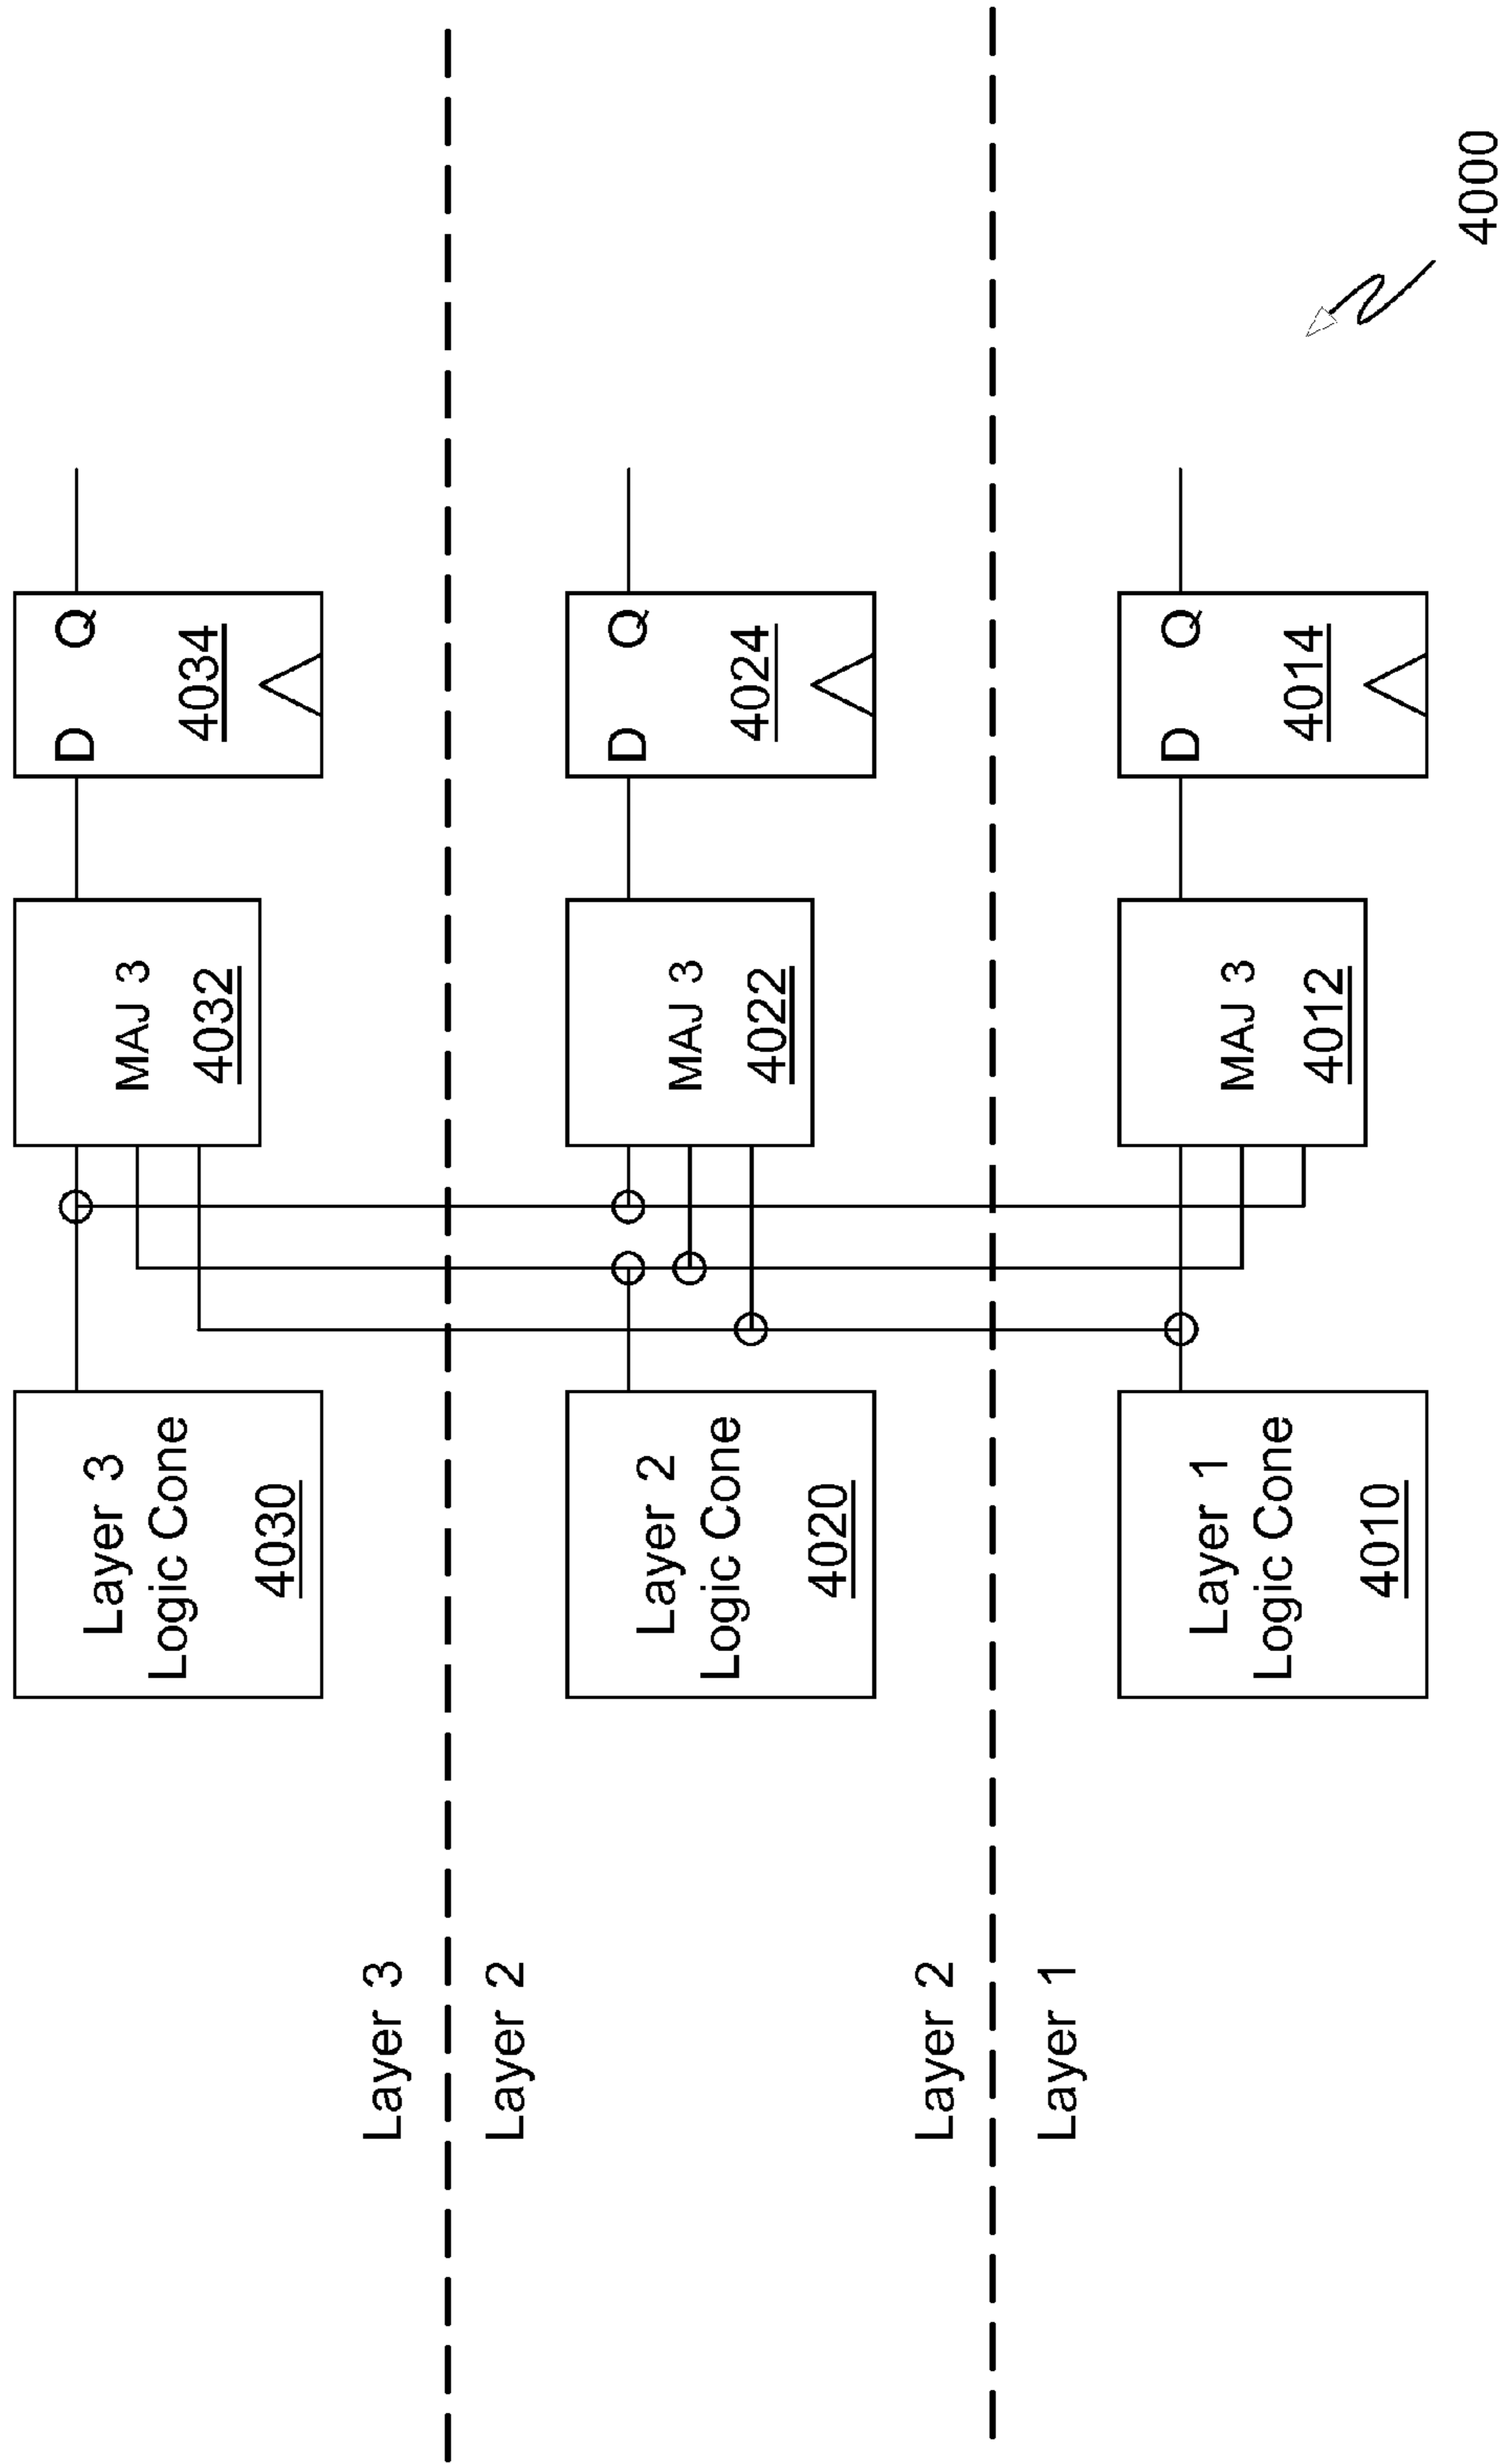 Layer 3
Logic Cone
4030
MAJ 3
4032
D Q
4034
Layer 3
Layer 2
Layer 2
Logic Cone
4020
MAJ 3
4022
D Q
4024
Layer 2
Layer 1
Layer 1
Logic Cone
4010
MAJ 3
4012
D Q
4014
4000